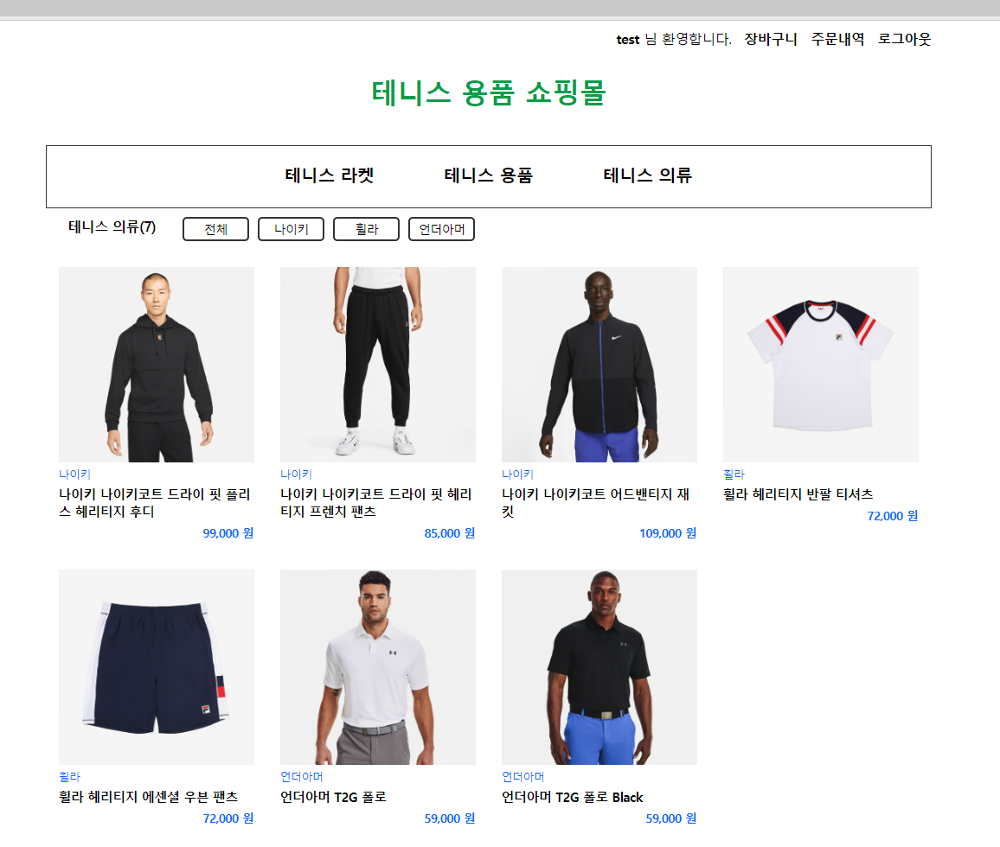 test 님 환영합니다. 장바구니 주문내역 로그아웃
테니스 용품 쇼핑몰
테니스 라켓 테니스 용품 테니스 의류
테니스 의류(7) 전체 나이키 휠라 언더아머
나이키
나이키 나이키코트 드라이 핏 플리
스 헤리티지 후디
99,000 원
나이키
나이키 나이키코트 드라이 핏 헤리
티지 프렌치 팬츠
85,000 원
나이키
나이키 나이키코트 어드밴티지 재
킷
109,000 원
휠라
휠라 헤리티지 반팔 티셔츠
72,000 원
휠라
휠라 헤리티지 에센셜 우븐 팬츠
72,000 원
언더아머
언더아머 T2G 폴로
59,000 원
언더아머
언더아머 T2G 폴로 Black
59,000 원